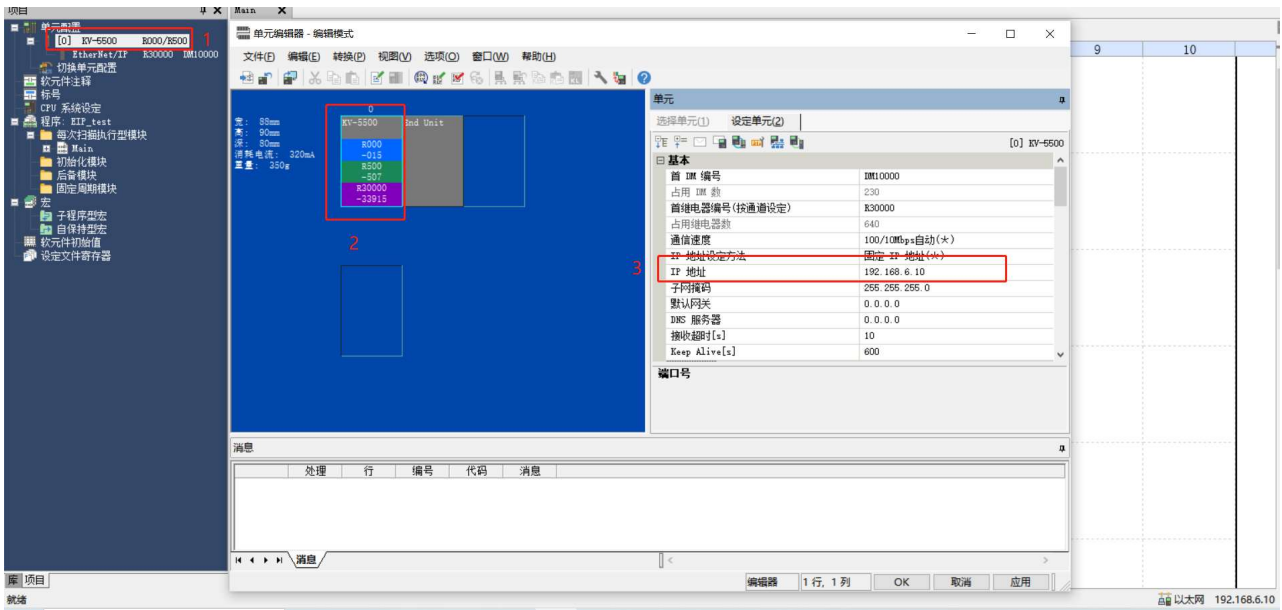 项目
Main
单元配置
[0] KV-5500 R000/R500
1
EtherNet/IP R30000 DM10000
切换单元配置
软元件注释
标号
CPU 系统设定
程序: EIP_test
每次扫描执行型模块
Main
初始化模块
后备模块
固定周期模块
宏
子程序型宏
自保持型宏
软元件初始值
设定文件寄存器
库 项目
就绪
单元编辑器 - 编辑模式
文件(F) 编辑(E) 转换(P) 视图(V) 选项(O) 窗口(W) 帮助(H)
宽: 88mm
高: 90mm
深: 80mm
消耗电流: 320mA
重量: 350g
0
KV-5500 Ind Unit
R000
-015
R500
-507
R30000
-33915
2
单元
选择单元(1) 设定单元(2)
[0] KV-5500
基本
首 DM 编号 DM10000
占用 DM 数 230
首继电器编号(按通道设定) R30000
占用继电器数 640
通信速度 100/10Mbps自动(*)
IP 地址设定方法 固定 IP 地址(*)
3
IP 地址 192.168.6.10
子网掩码 255.255.255.0
默认网关 0.0.0.0
DNS 服务器 0.0.0.0
接收超时[s] 10
Keep Alive[s] 600
端口号
消息
处理 行 编号 代码 消息
消息
编辑器 1 行, 1 列 OK 取消 应用
9 10
以太网 192.168.6.10